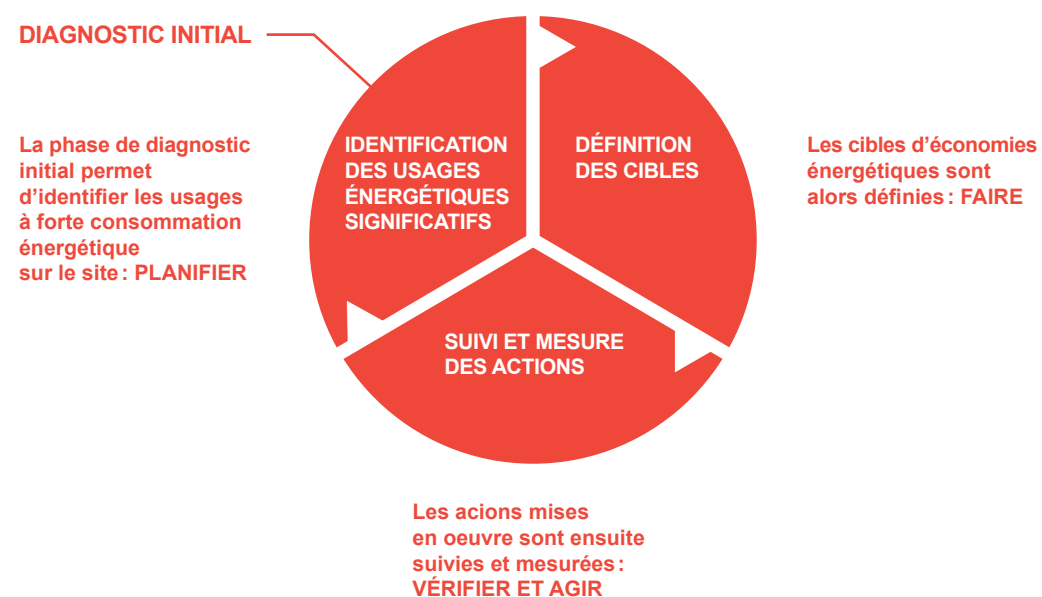 DIAGNOSTIC INITIAL
La phase de diagnostic
initial permet
d'identifier les usages
à forte consommation
énergétique
sur le site : PLANIFIER
IDENTIFICATION
DES USAGES
ÉNERGÉTIQUES
SIGNIFICATIFS
DÉFINITION
DES CIBLES
Les cibles d'économies
énergétiques sont
alors définies : FAIRE
SUIVI ET MESURE
DES ACTIONS
Les acions mises
en oeuvre sont ensuite
suivies et mesurées :
VÉRIFIER ET AGIR